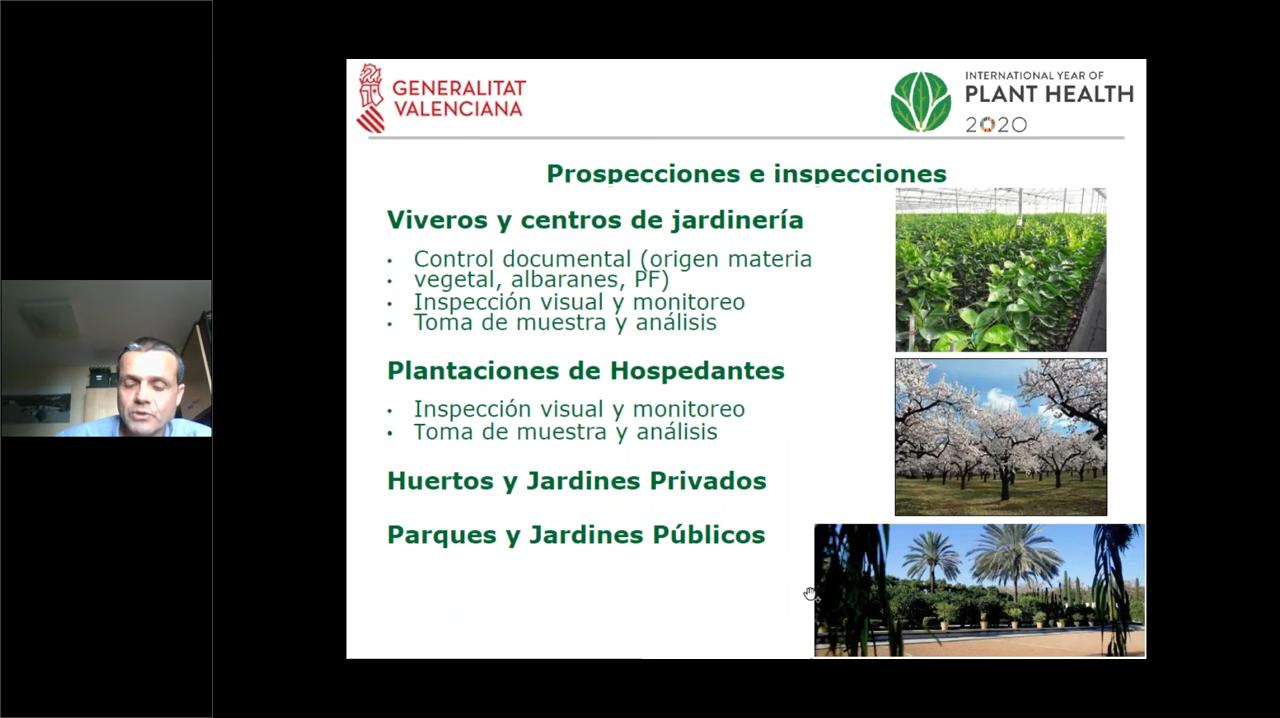 GENERALITAT
VALENCIANA
INTERNATIONAL YEAR OF
PLANT HEALTH
2020
Prospecciones e inspecciones
Viveros y centros de jardinería
• Control documental (origen materia
• vegetal, albaranes, PF)
• Inspección visual y monitoreo
• Toma de muestra y análisis
Plantaciones de Hospedantes
• Inspección visual y monitoreo
• Toma de muestra y análisis
Huertos y Jardines Privados
Parques y Jardines Públicos